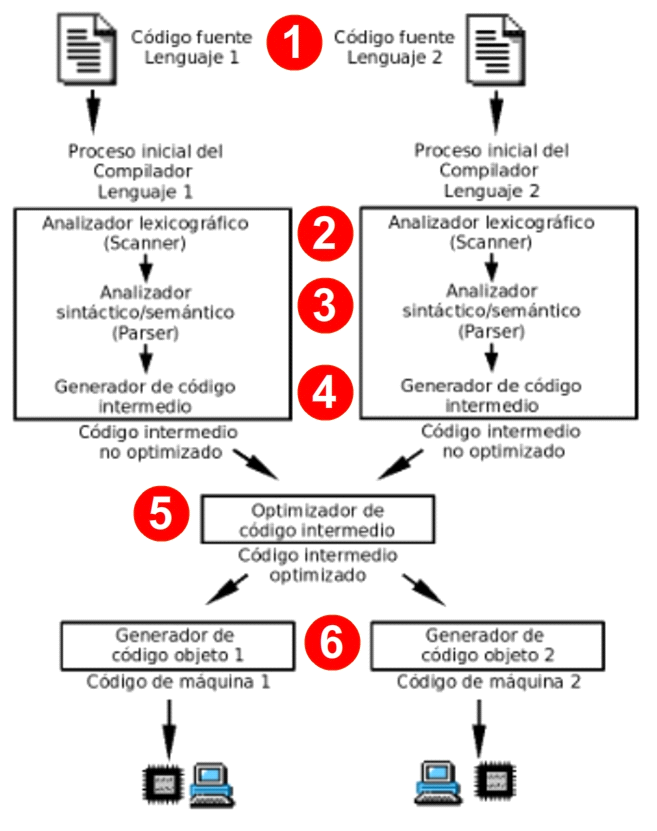 Código fuente
Lenguaje 1
1
Código fuente
Lenguaje 2
Proceso inicial del
Compilador
Lenguaje 1
Proceso inicial del
Compilador
Lenguaje 2
Analizador lexicográfico
(Scanner)
2
Analizador lexicográfico
(Scanner)
Analizador
sintáctico/semántico
(Parser)
3
Analizador
sintáctico/semántico
(Parser)
Generador de código
intermedio
4
Generador de código
intermedio
Código intermedio
no optimizado
Código intermedio
no optimizado
5
Optimizador de
código intermedio
Código intermedio
optimizado
Generador de
código objeto 1
6
Generador de
código objeto 2
Código de máquina 1
Código de máquina 2